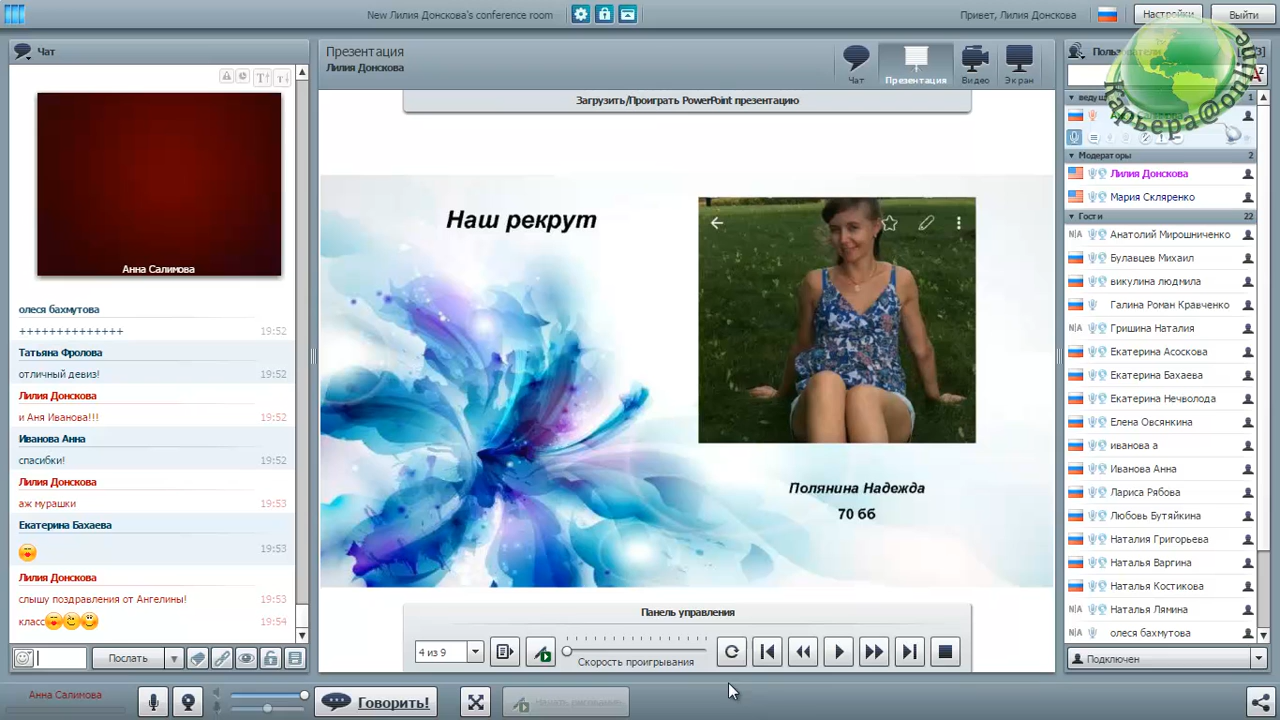 New Лилия Донскова's conference room
Привет, Лилия Донскова
Настройки
Выйти
Чат
Презентация
Лилия Донскова
Чат
Презентация
Видео
Экран
карьера@online
Загрузить/Проиграть PowerPoint презентацию
Анна Салимова
олеся бахмутова
++++++++++++++ 19:52
Татьяна Фролова
отличный девиз! 19:52
Лилия Донскова
и Аня Иванова!!! 19:52
Иванова Анна
спасибки! 19:52
Лилия Донскова
аж мурашки 19:53
Екатерина Бахаева
19:53
Лилия Донскова
слышу поздравления от Ангелины! 19:53
класс 19:54
Послать
Наш рекрут
Полянина Надежда
70 бб
Панель управления
4 из 9
Скорость проигрывания
Модераторы 2
Лилия Донскова
Мария Скляренко
Гости 22
N/A Анатолий Мирошниченко
Булавцев Михаил
викулина людмила
Галина Роман Кравченко
N/A Гришина Наталия
Екатерина Асоскова
Екатерина Бахаева
Екатерина Нечволода
Елена Овсянкина
иванова а
Иванова Анна
Лариса Рябова
Любовь Бутяйкина
Наталия Григорьева
Наталья Варгина
Наталья Костикова
N/A Наталья Лямина
N/A олеся бахмутова
Подключен
Анна Салимова
Говорить!
Начать рисование